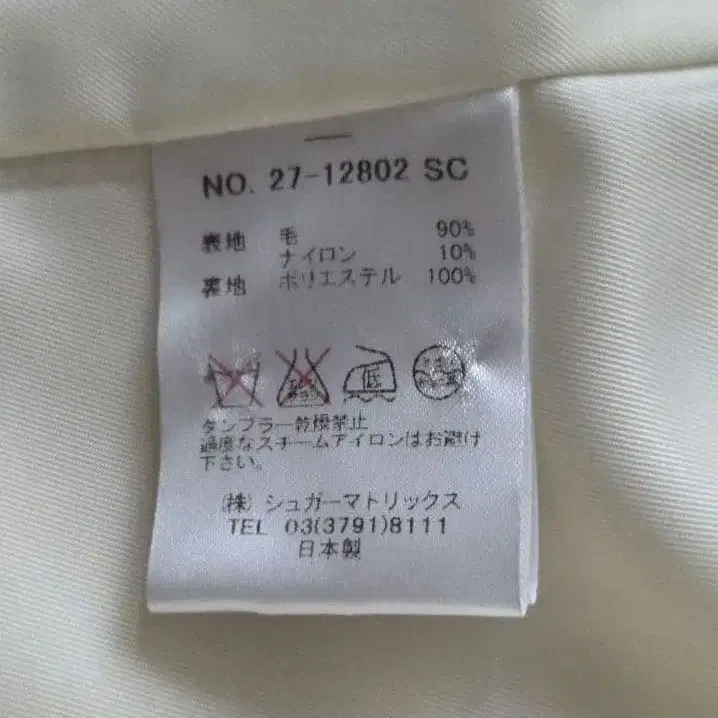 NO. 27-12802 SC
表地 毛 90%
ナイロン 10%
裏地 ポリエステル 100%
低
タンブラー乾燥禁止
過度なスチームアイロンはお避け
下さい。
(株) シュガーマトリックス
TEL 03(3791)8111
日本製